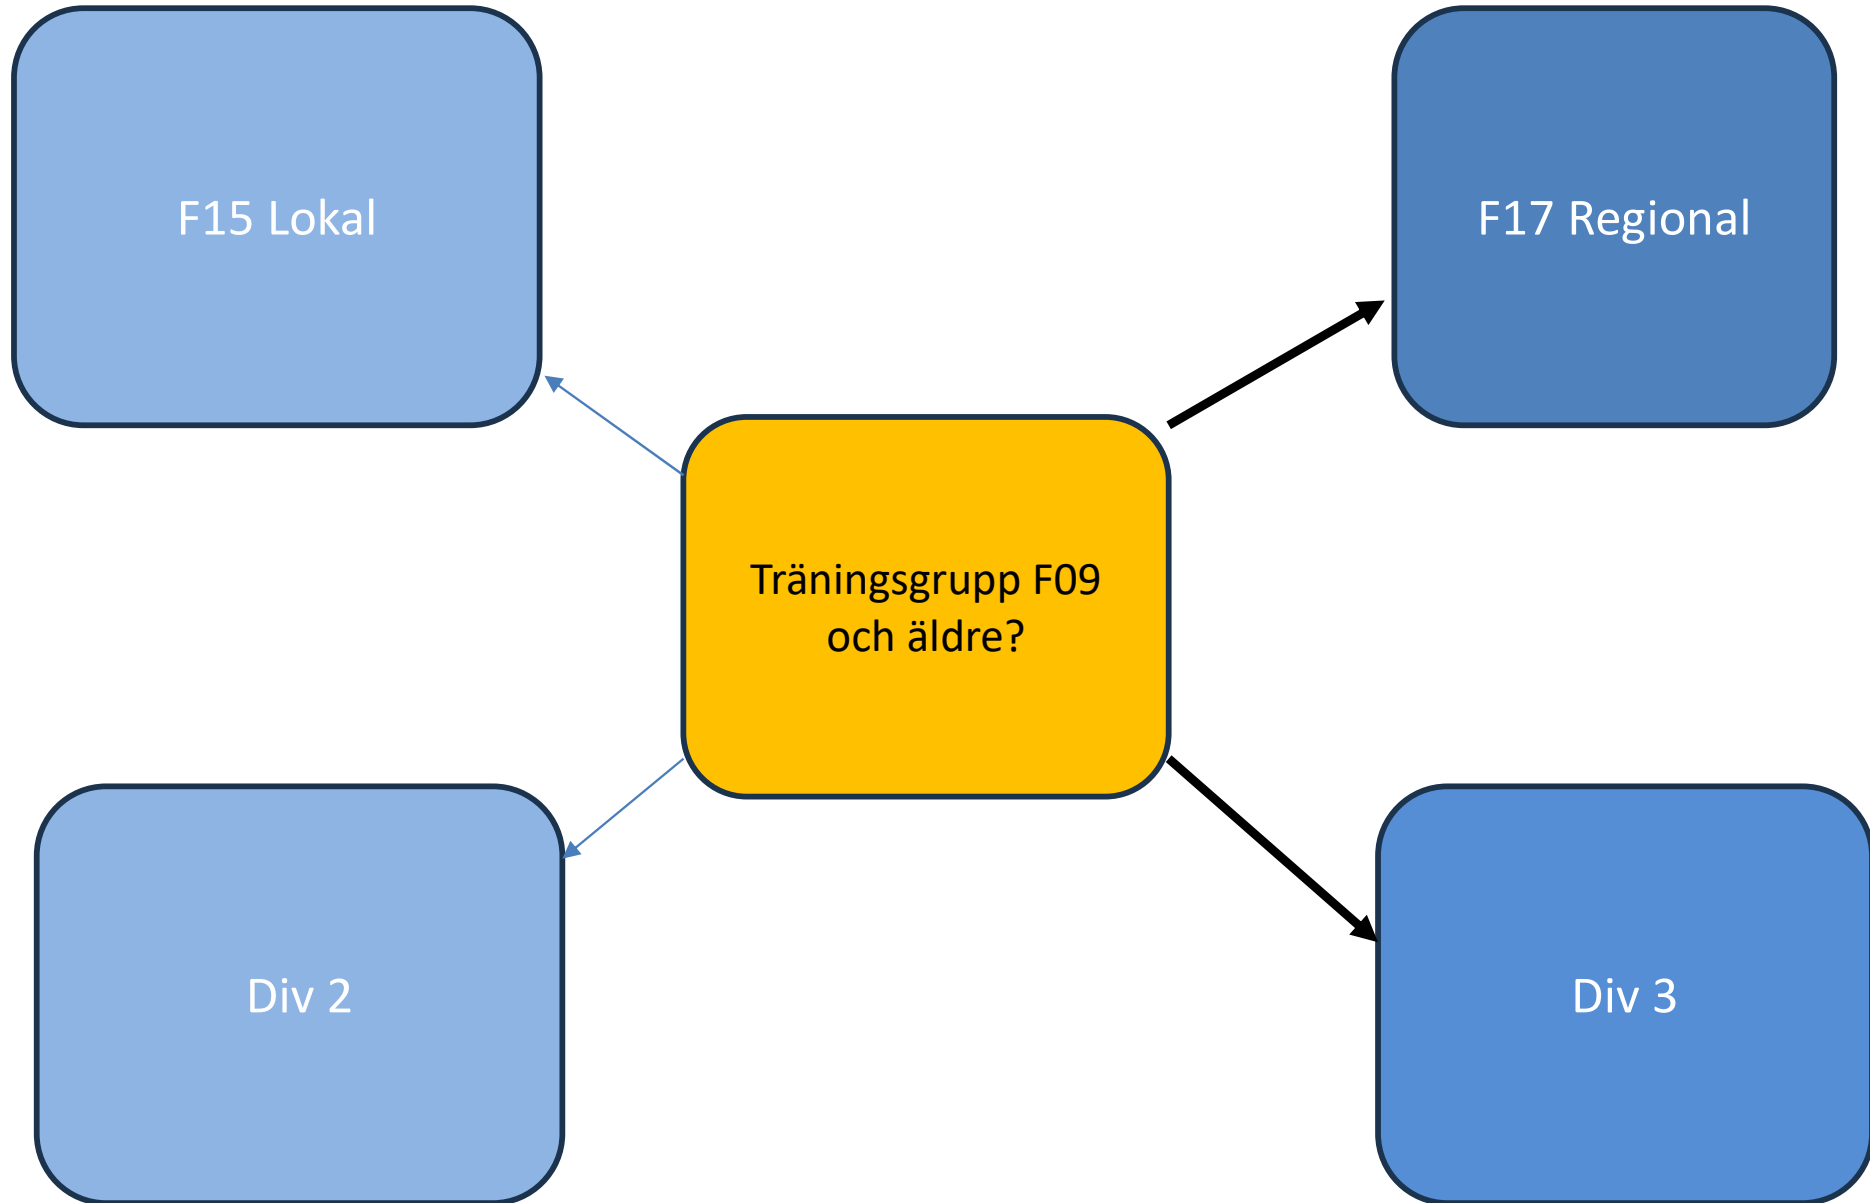 F15 Lokal
F17 Regional
Träningsgrupp F09
och äldre?
Div 2
Div 3